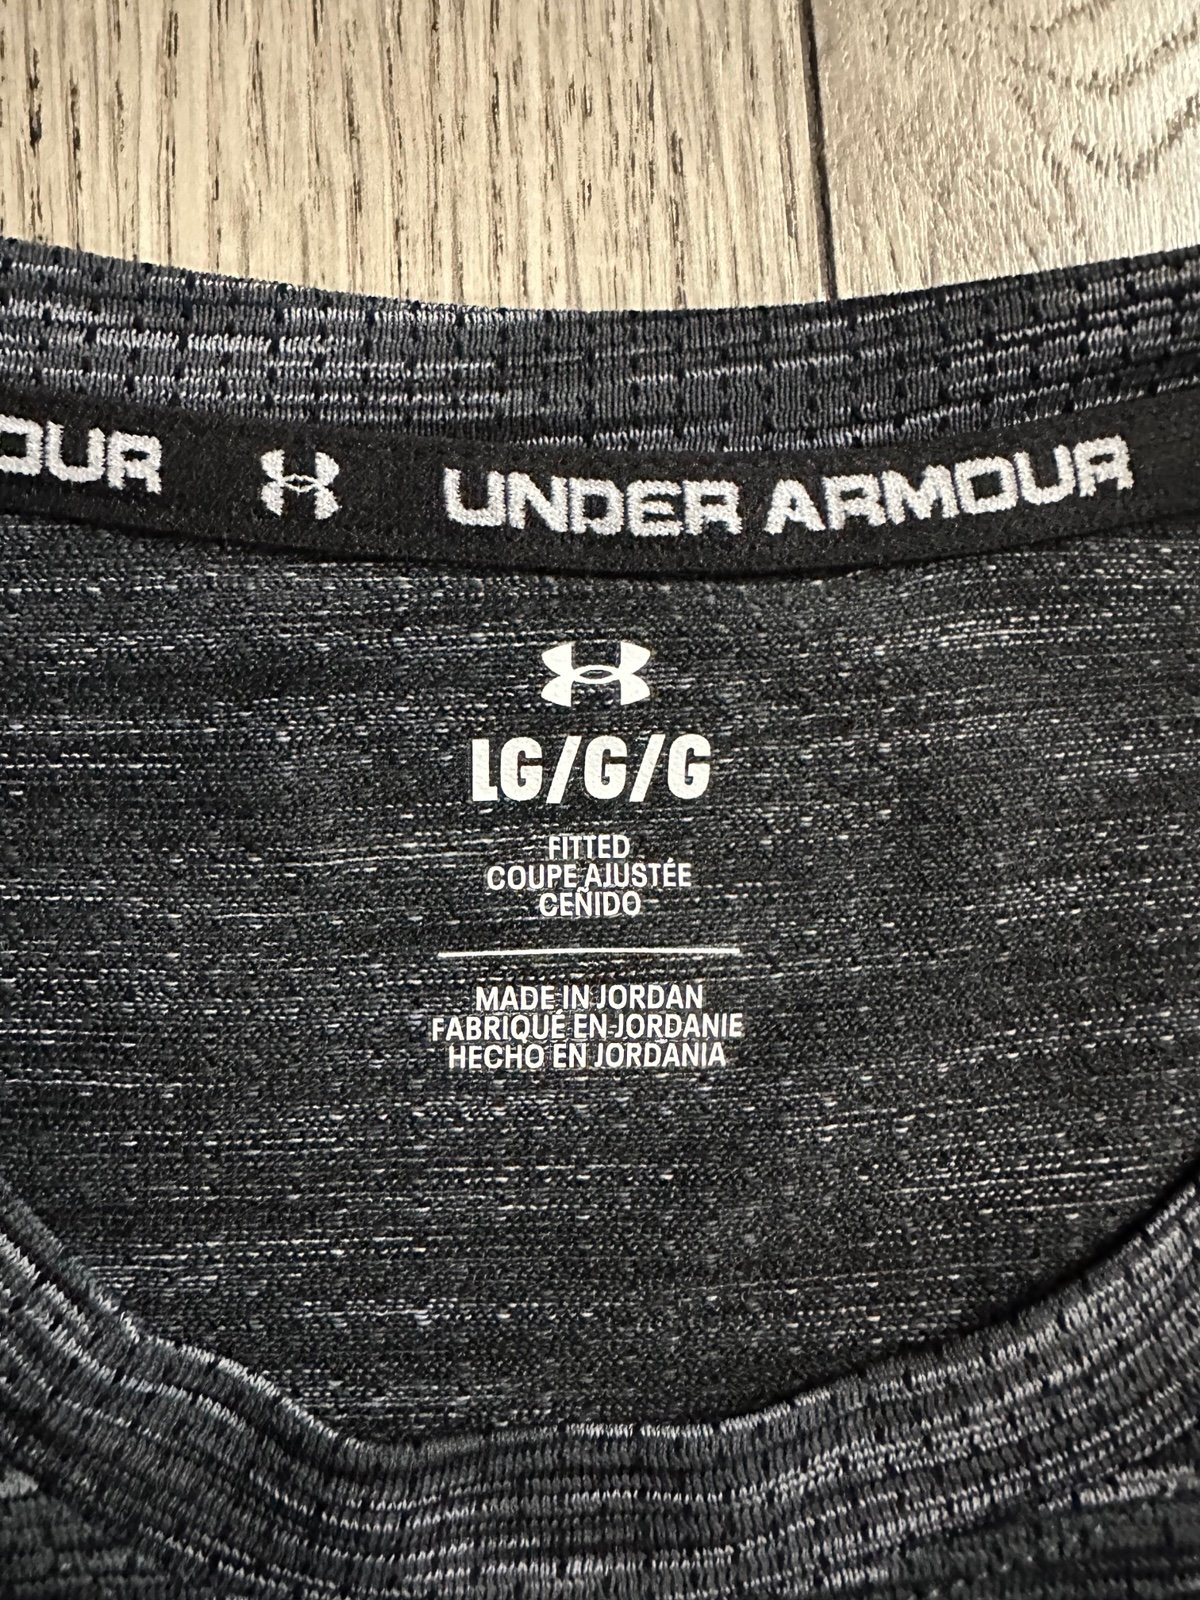 OUR UNDER ARMOUR
LG/G/G
FITTED
COUPE AJUSTÉE
CEÑIDO
MADE IN JORDAN
FABRIQUÉ EN JORDANIE
HECHO EN JORDANIA